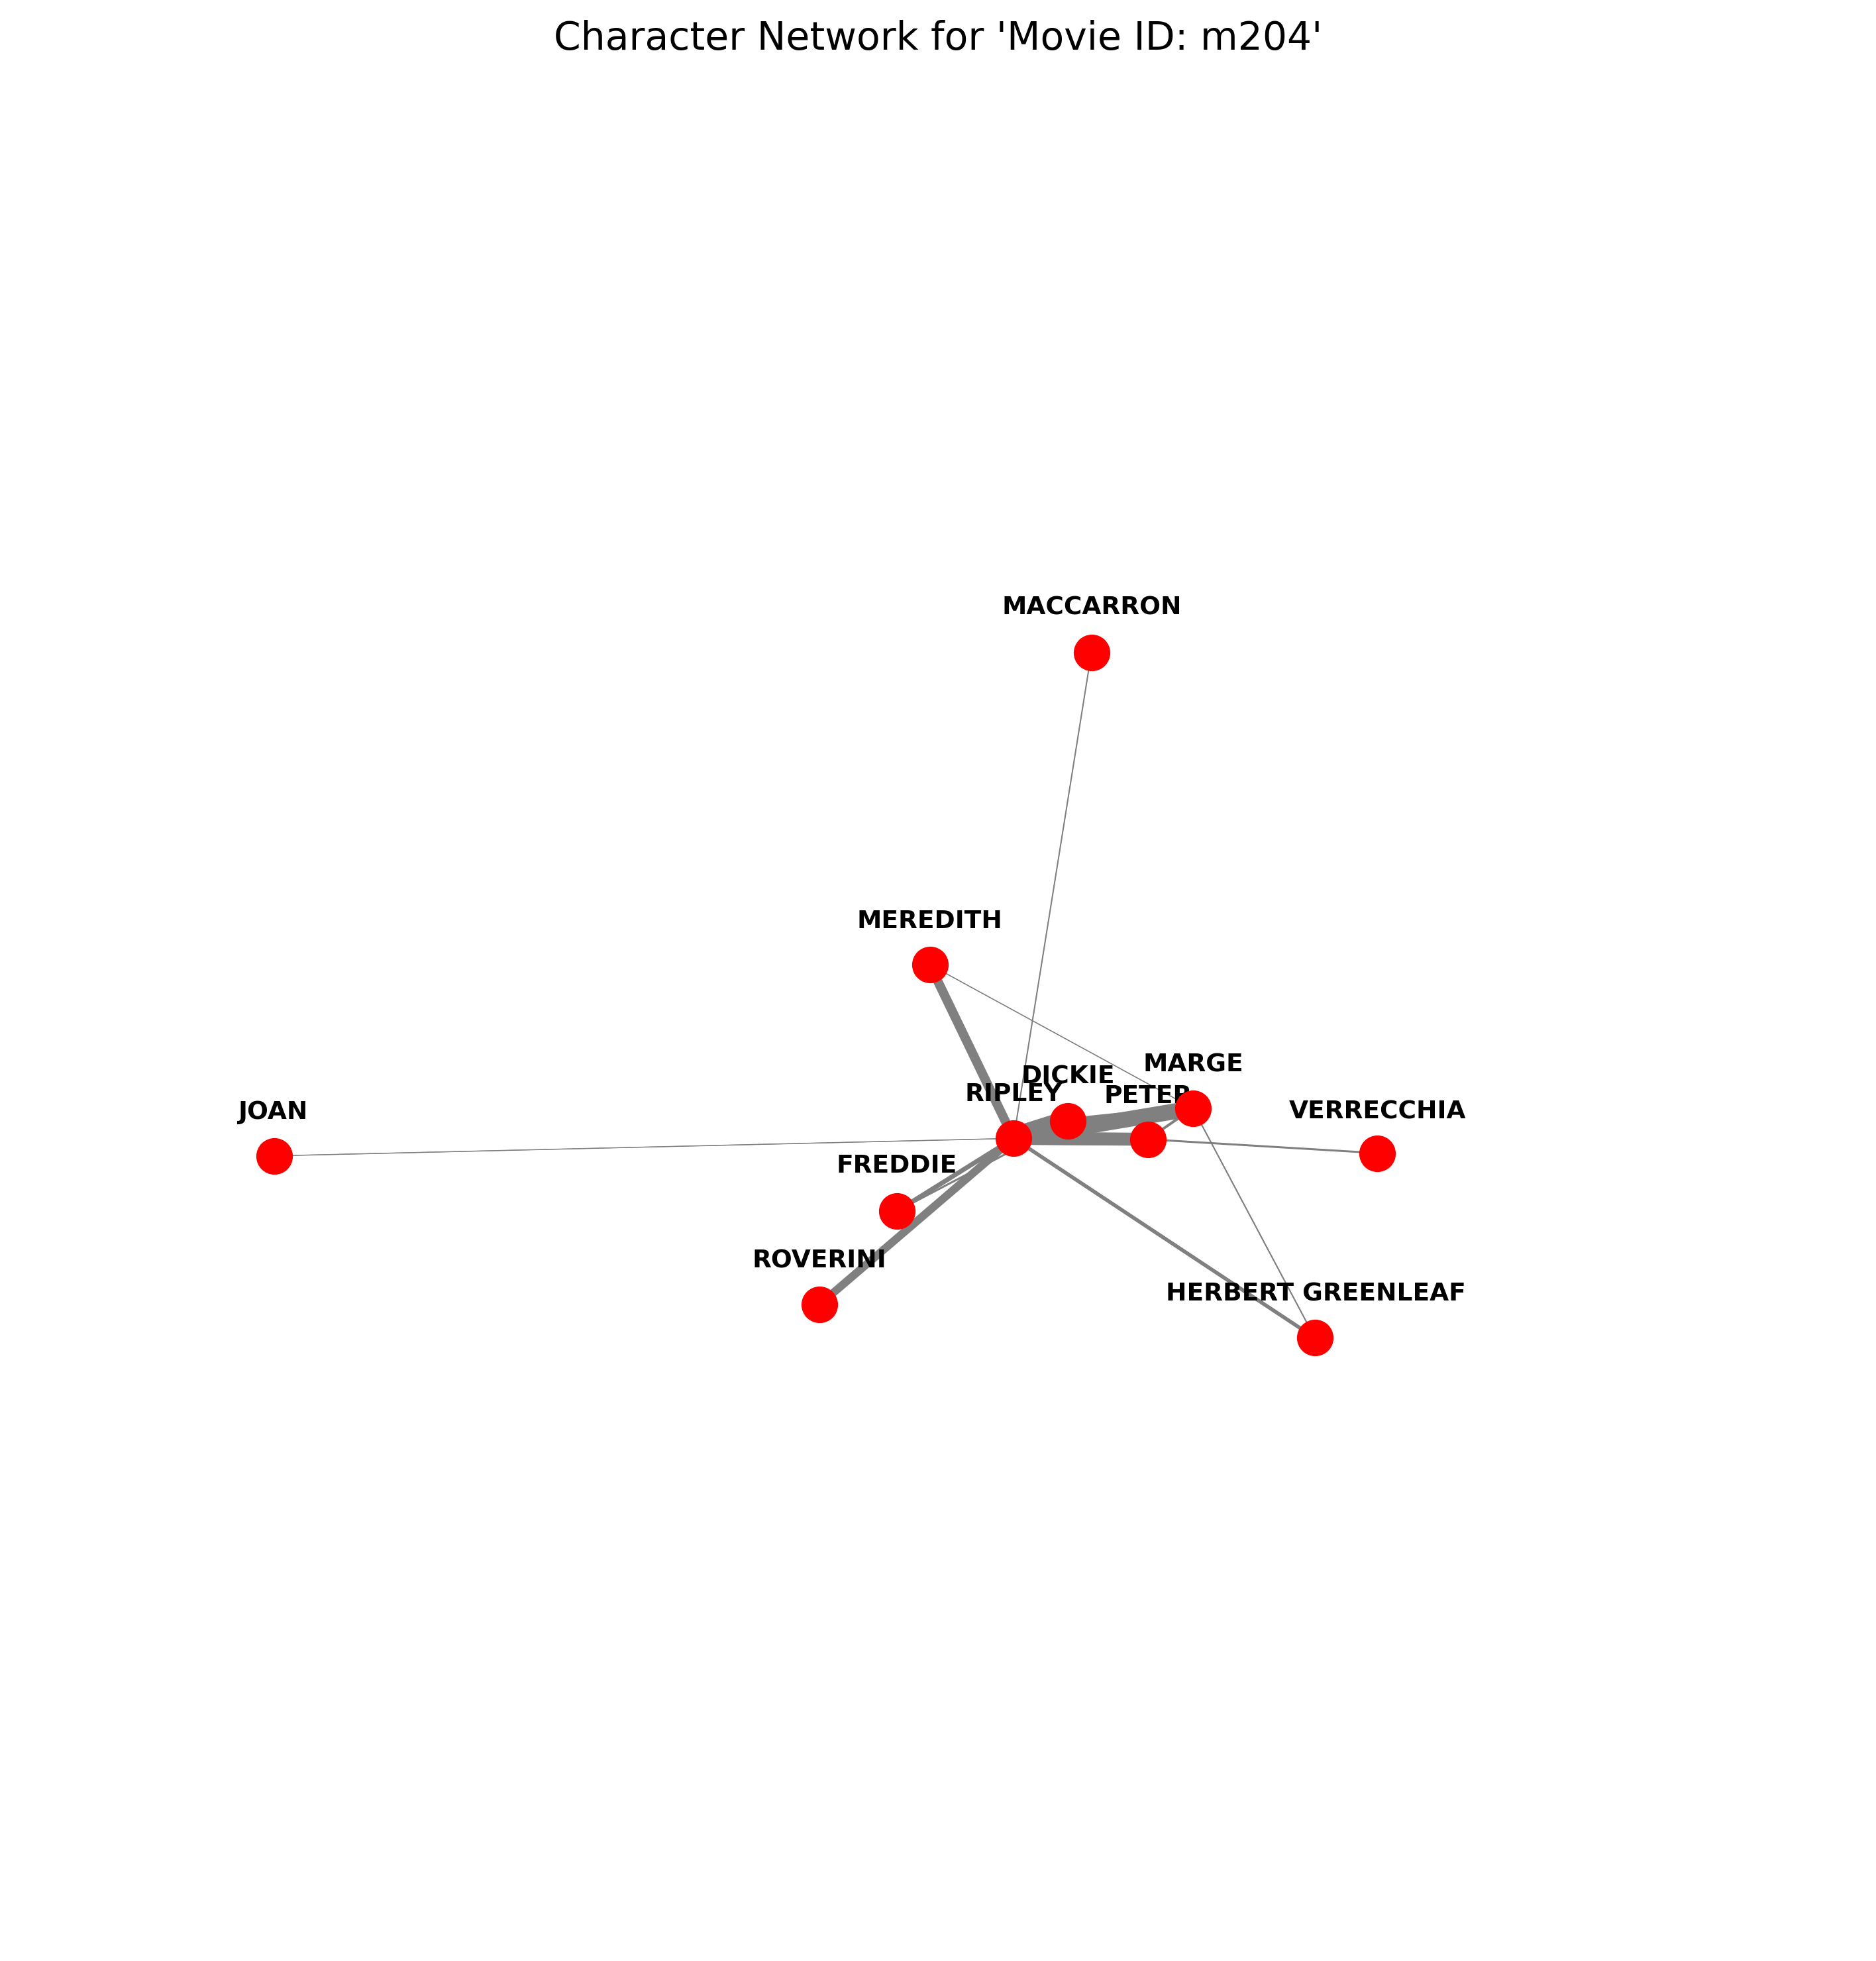 Character Network for 'Movie ID: m204'
MACCARRON
MEREDITH
MARGE
DICKIE
RIPLEY
PETER
JOAN
VERRECCHIA
FREDDIE
ROVERINI
HERBERT GREENLEAF